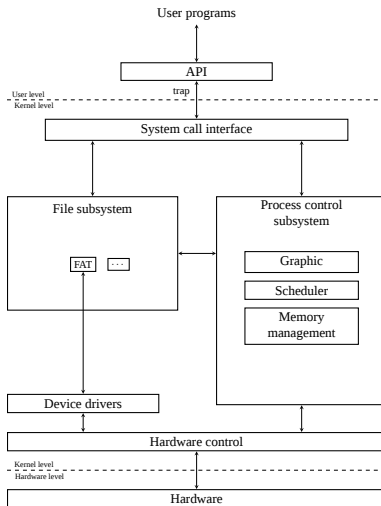 User programs
API
trap
User level
Kernel level
System call interface
File subsystem
Process control
subsystem
FAT
...
Graphic
Scheduler
Memory
management
Device drivers
Hardware control
Kernel level
Hardware level
Hardware